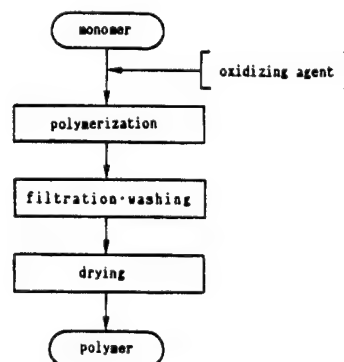 monomer
oxidizing agent
polymerization
filtration·washing
drying
polymer